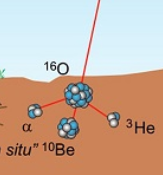 ¹⁶O
α
³He
situ” ¹⁰Be